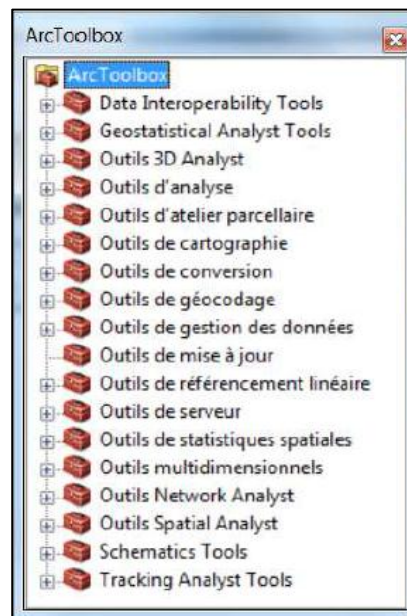 ArcToolbox
ArcToolbox
Data Interoperability Tools
Geostatistical Analyst Tools
Outils 3D Analyst
Outils d'analyse
Outils d'atelier parcellaire
Outils de cartographie
Outils de conversion
Outils de géocodage
Outils de gestion des données
Outils de mise à jour
Outils de référencement linéaire
Outils de serveur
Outils de statistiques spatiales
Outils multidimensionnels
Outils Network Analyst
Outils Spatial Analyst
Schematics Tools
Tracking Analyst Tools